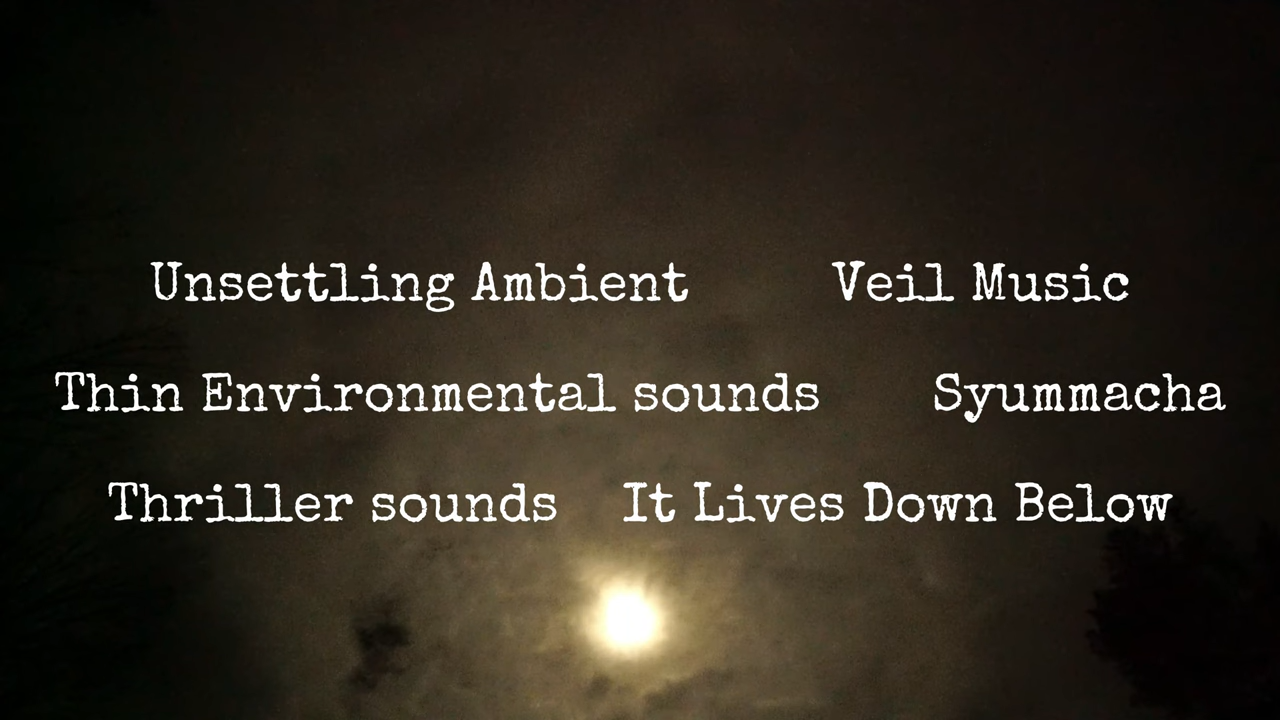 Unsettling Ambient Veil Music
Thin Environmental sounds Syummacha
Thriller sounds It Lives Down Below